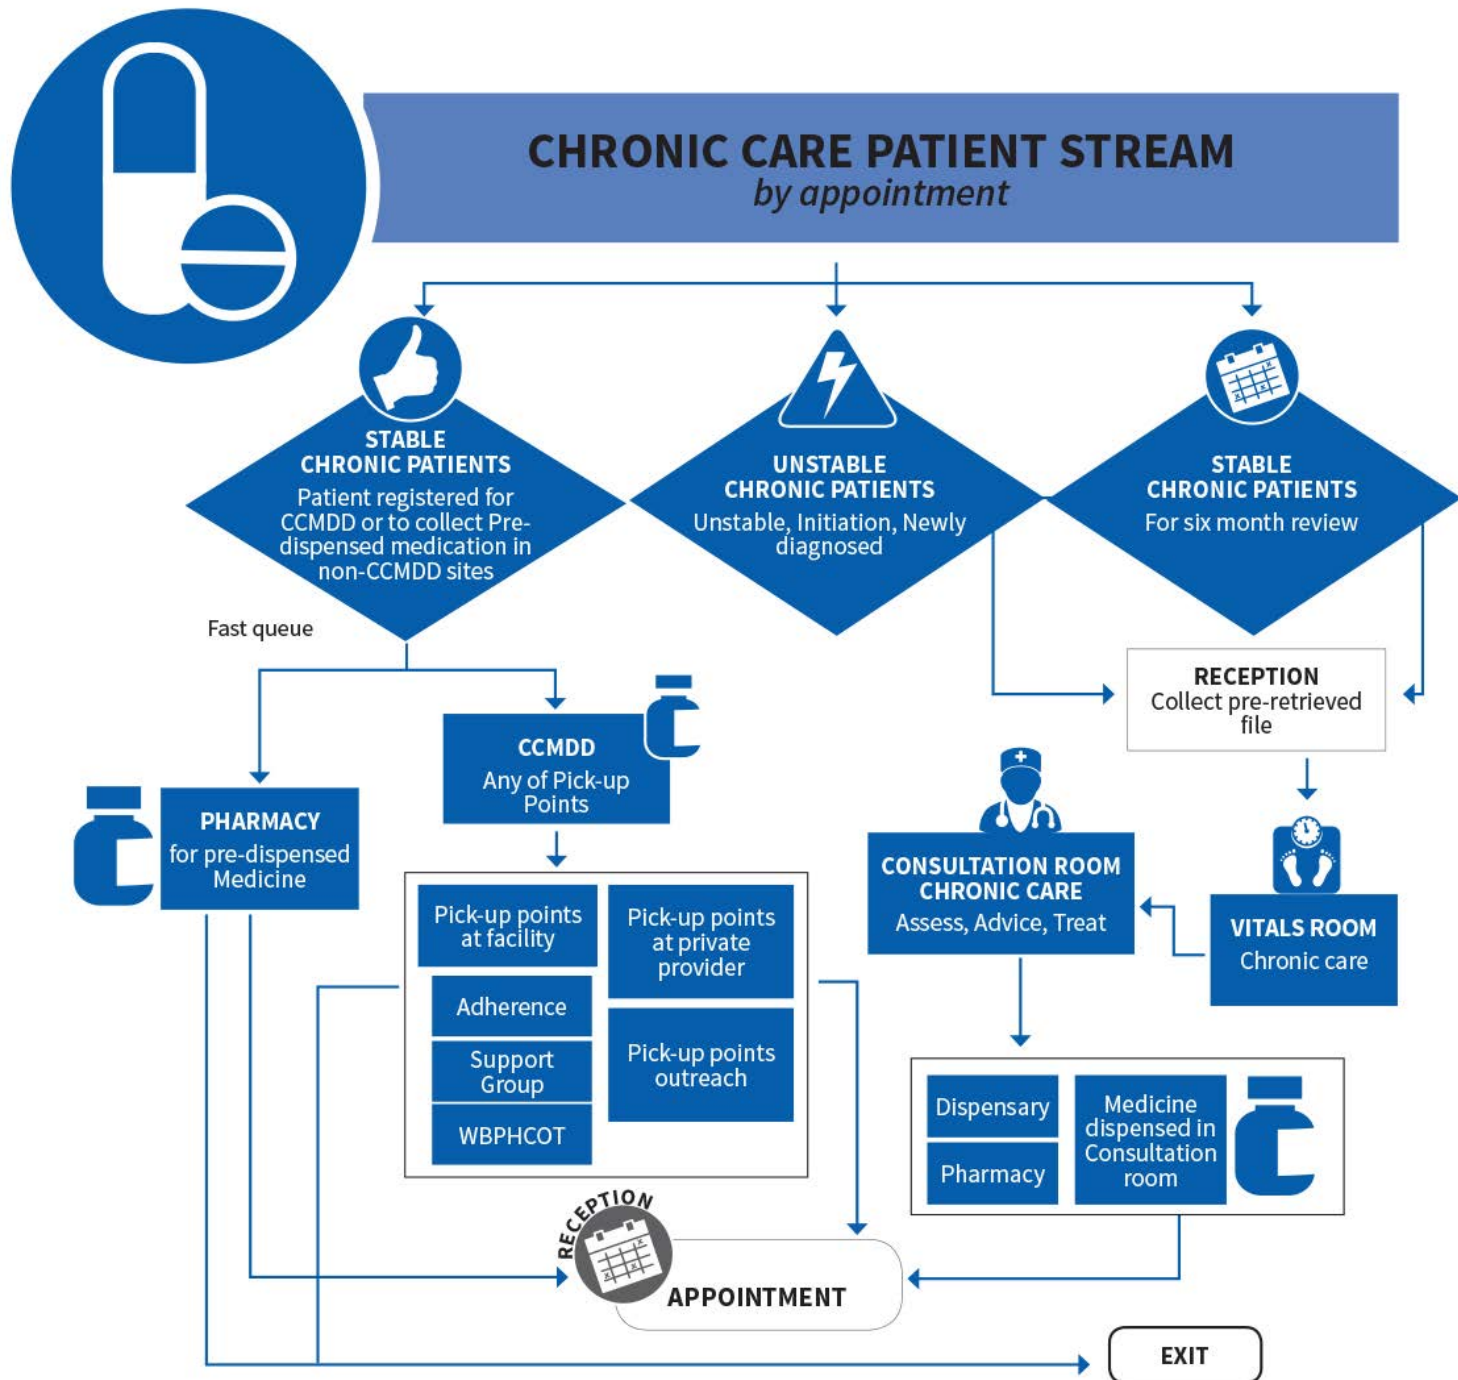 CHRONIC CARE PATIENT STREAM
by appointment
STABLE
CHRONIC PATIENTS
Patient registered for
CCMDD or to collect Pre-
dispensed medication in
non-CCMDD sites
UNSTABLE
CHRONIC PATIENTS
Unstable, Initiation, Newly
diagnosed
STABLE
CHRONIC PATIENTS
For six month review
Fast queue
RECEPTION
Collect pre-retrieved
file
CCMDD
Any of Pick-up
Points
PHARMACY
for pre-dispensed
Medicine
CONSULTATION ROOM
CHRONIC CARE
Assess, Advice, Treat
VITALS ROOM
Chronic care
Pick-up points
at facility
Adherence
Support
Group
WBPHCOT
Pick-up points
at private
provider
Pick-up points
outreach
Dispensary
Pharmacy
Medicine
dispensed in
Consultation
room
RECEPTION
APPOINTMENT
EXIT